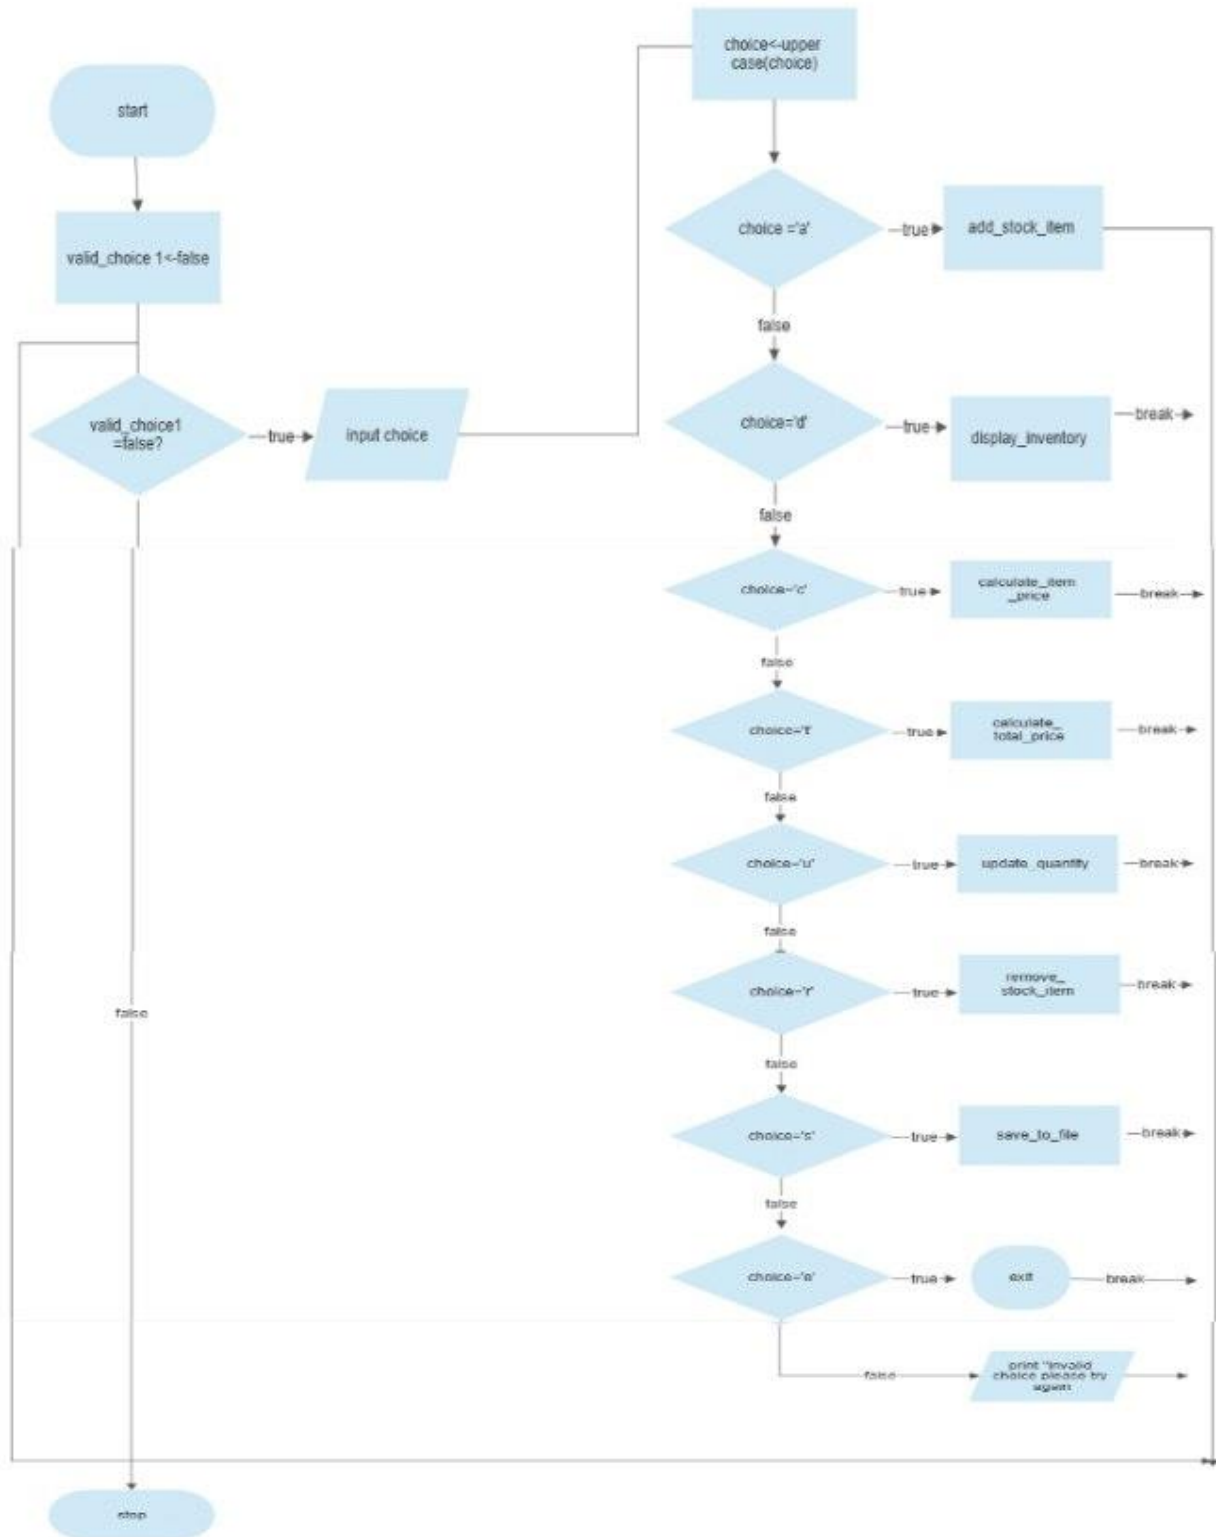 start
valid_choice 1<-false
valid_choice1
=false?
true
input choice
false
stop
choice<-upper
case(choice)
choice ='a'
true
add_stock_item
false
choice='d'
true
display_inventory
break
false
choice='c'
true
calculate_item
_price
break
false
choice='t'
true
calculate_
total_price
break
false
choice='u'
true
update_quantity
break
false
choice='r'
true
remove_
stock_item
break
false
choice='s'
true
save_to_file
break
false
choice='e'
true
exit
break
false
print "invalid
choice please try
again